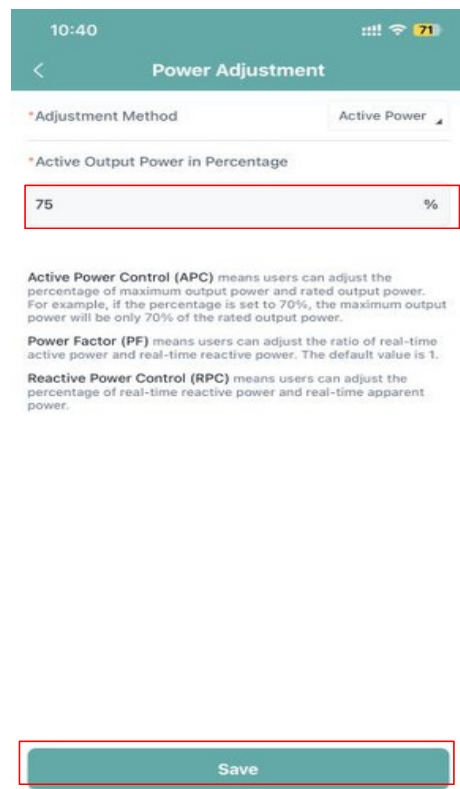 10:40 71
Power Adjustment
*Adjustment Method Active Power
*Active Output Power in Percentage
75 %
Active Power Control (APC) means users can adjust the
percentage of maximum output power and rated output power.
For example, if the percentage is set to 70%, the maximum output
power will be only 70% of the rated output power.
Power Factor (PF) means users can adjust the ratio of real-time
active power and real-time reactive power. The default value is 1.
Reactive Power Control (RPC) means users can adjust the
percentage of real-time reactive power and real-time apparent
power.
Save